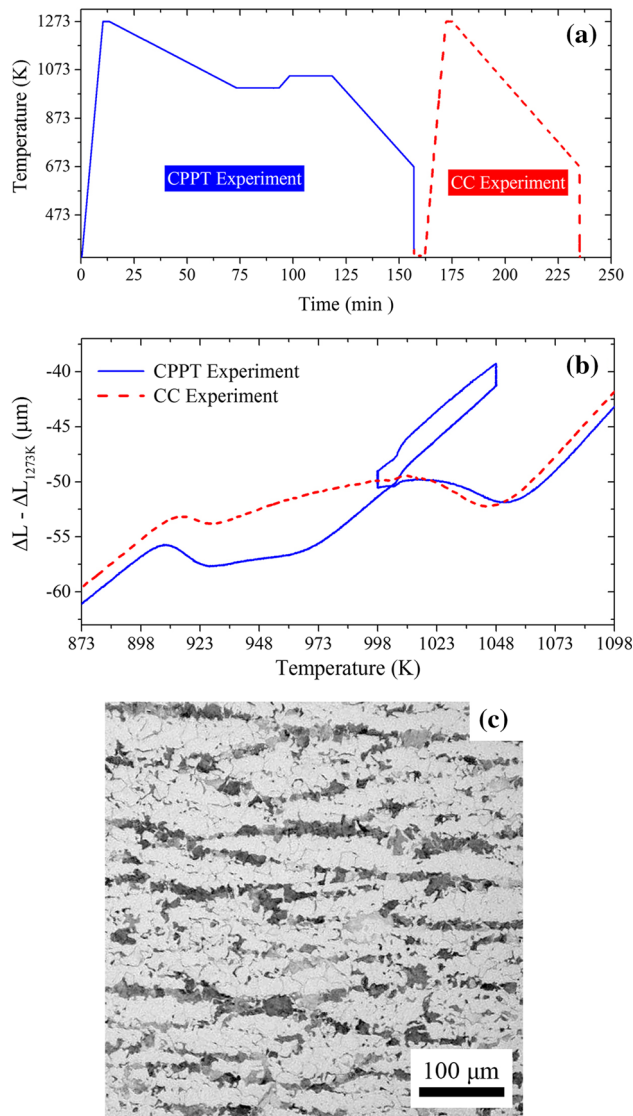 (a)
1273
1073
873
673
473
Temperature (K)
CPPT Experiment
CC Experiment
0 25 50 75 100 125 150 175 200 225 250
Time (min )
(b)
CPPT Experiment
CC Experiment
-40
-45
-50
-55
-60
ΔL - ΔL1273K (μm)
873 898 923 948 973 998 1023 1048 1073 1098
Temperature (K)
(c)
100 μm